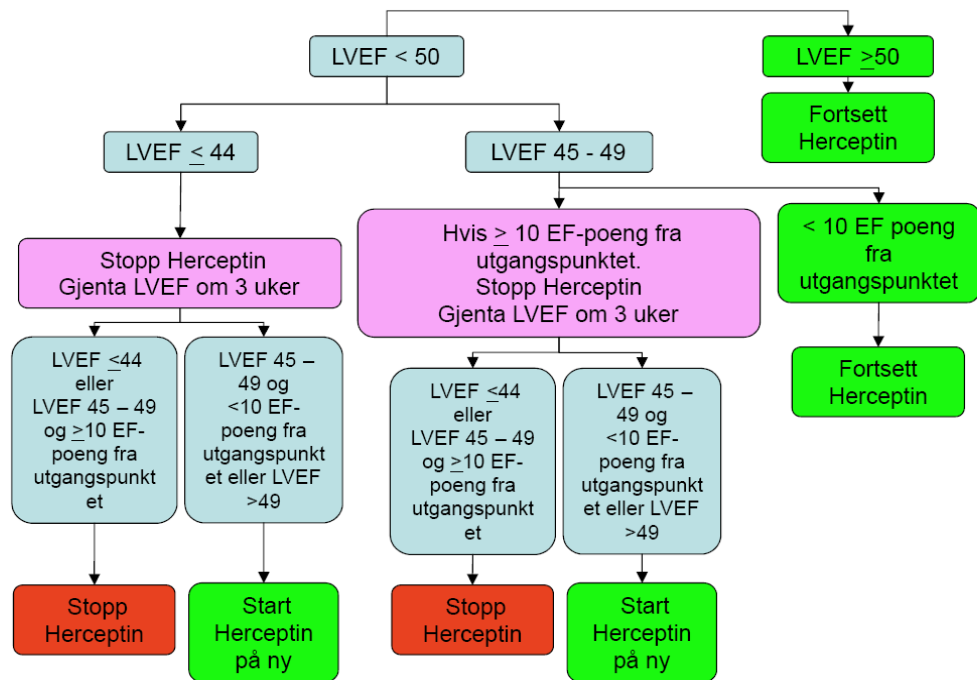 LVEF < 50
LVEF ≥50
Fortsett
Herceptin
LVEF ≤ 44
LVEF 45 - 49
Stopp Herceptin
Gjenta LVEF om 3 uker
Hvis ≥ 10 EF-poeng fra
utgangspunktet.
Stopp Herceptin
Gjenta LVEF om 3 uker
< 10 EF poeng
fra
utgangspunktet
Fortsett
Herceptin
LVEF ≤44
eller
LVEF 45 – 49
og ≥10 EF-
poeng fra
utgangspunkt
et
LVEF 45 –
49 og
<10 EF-
poeng fra
utgangspunkt
et eller LVEF
>49
LVEF ≤44
eller
LVEF 45 – 49
og ≥10 EF-
poeng fra
utgangspunkt
et
LVEF 45 –
49 og
<10 EF-
poeng fra
utgangspunkt
et eller LVEF
>49
Stopp
Herceptin
Start
Herceptin
på ny
Stopp
Herceptin
Start
Herceptin
på ny